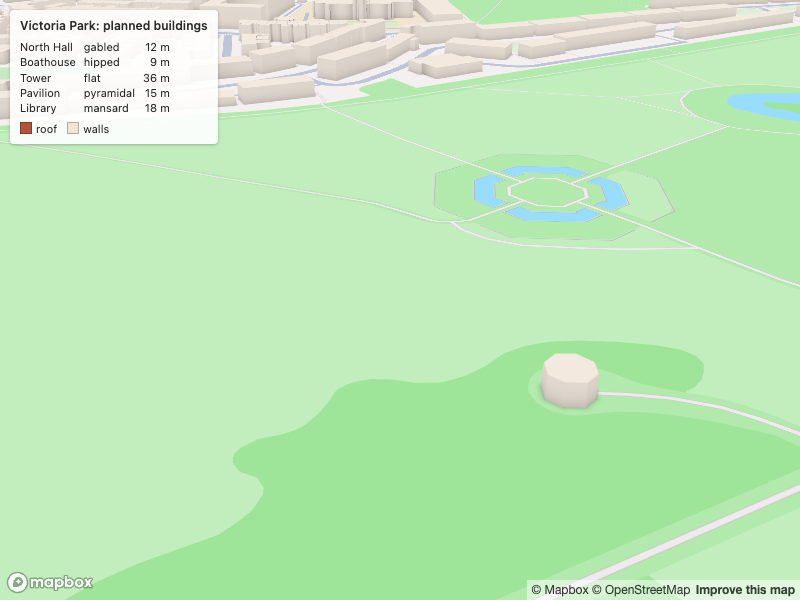 Victoria Park: planned buildings
North Hall gabled 12 m
Boathouse hipped 9 m
Tower flat 36 m
Pavilion pyramidal 15 m
Library mansard 18 m
roof walls
mapbox
© Mapbox © OpenStreetMap Improve this map